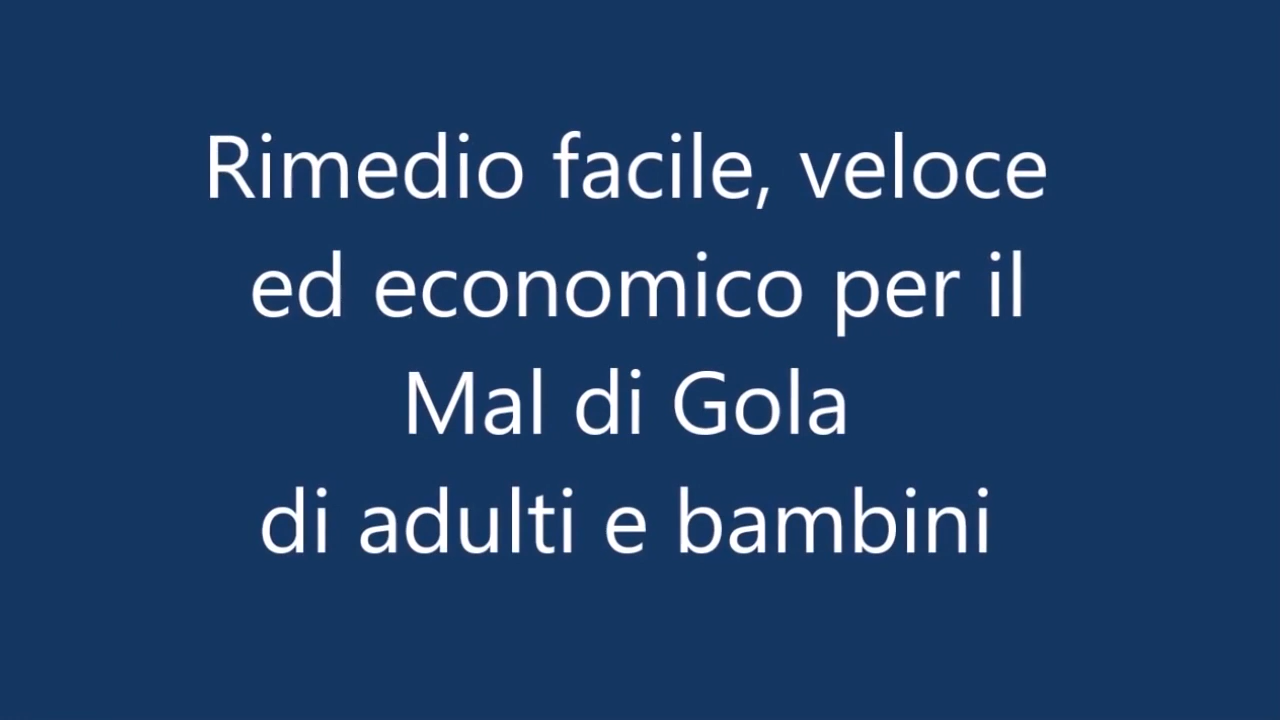 Rimedio facile, veloce
ed economico per il
Mal di Gola
di adulti e bambini